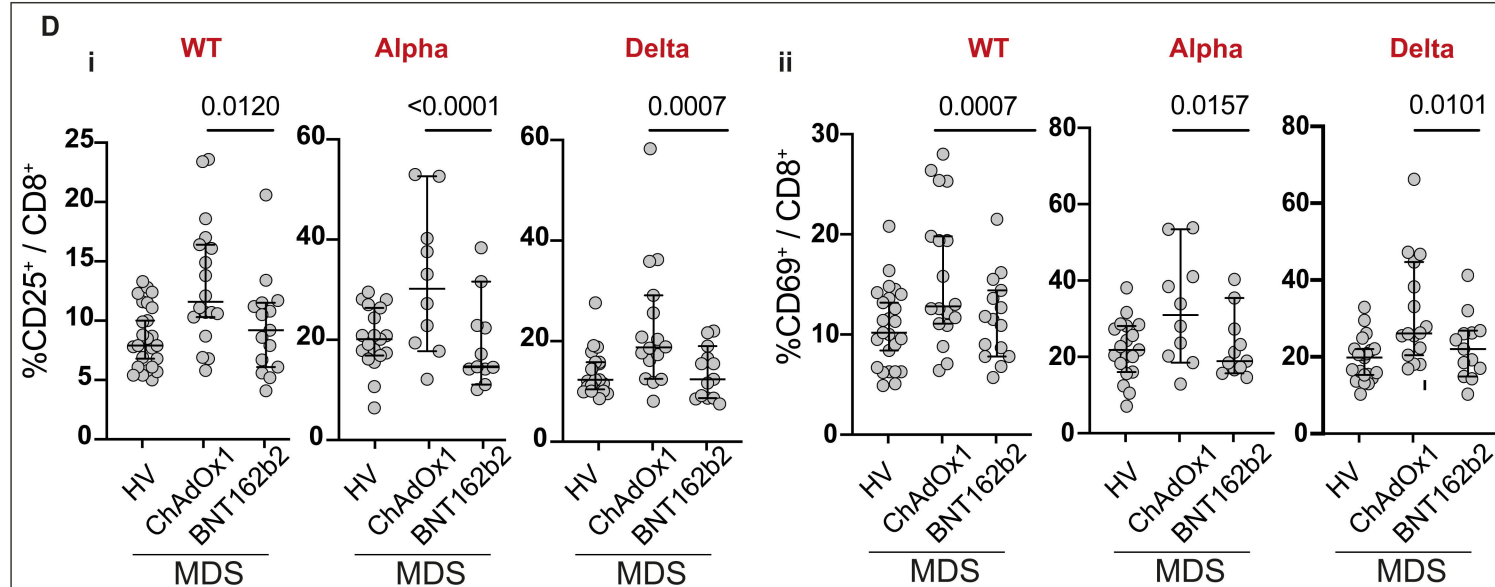 D
i
WT
Alpha
Delta
ii
WT
Alpha
Delta
0.0120
<0.0001
0.0007
0.0007
0.0157
0.0101
%CD25⁺ / CD8⁺
25
20
15
10
5
0
60
40
20
0
60
40
20
0
%CD69⁺ / CD8⁺
30
20
10
0
80
60
40
20
0
80
60
40
20
0
HV
ChAdOx1
BNT162b2
HV
ChAdOx1
BNT162b2
HV
ChAdOx1
BNT162b2
HV
ChAdOx1
BNT162b2
HV
ChAdOx1
BNT162b2
HV
ChAdOx1
BNT162b2
MDS
MDS
MDS
MDS
MDS
MDS